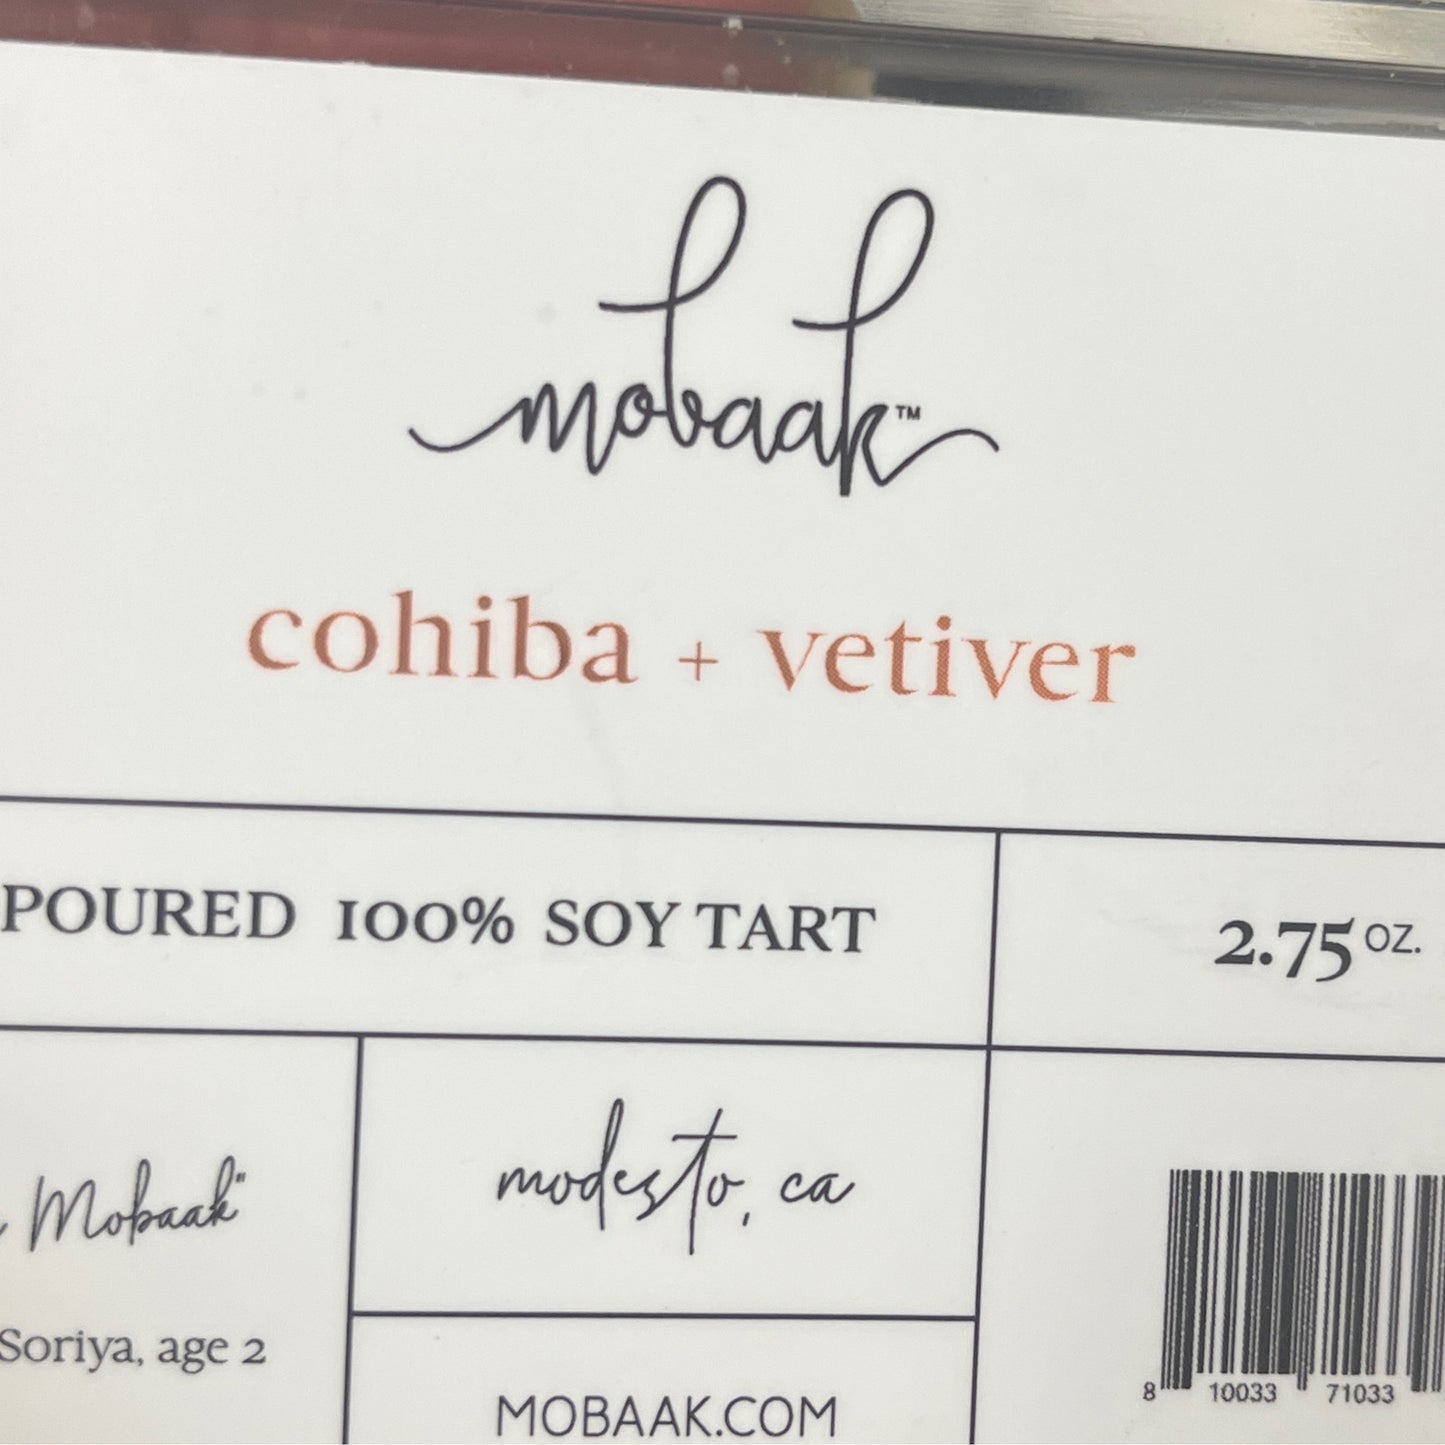 mobaak™
cohiba + vetiver
POURED 100% SOY TART
2.75 OZ.
Mobaak"
Soriya, age 2
modesto, ca
MOBAAK.COM
8 10033 71033